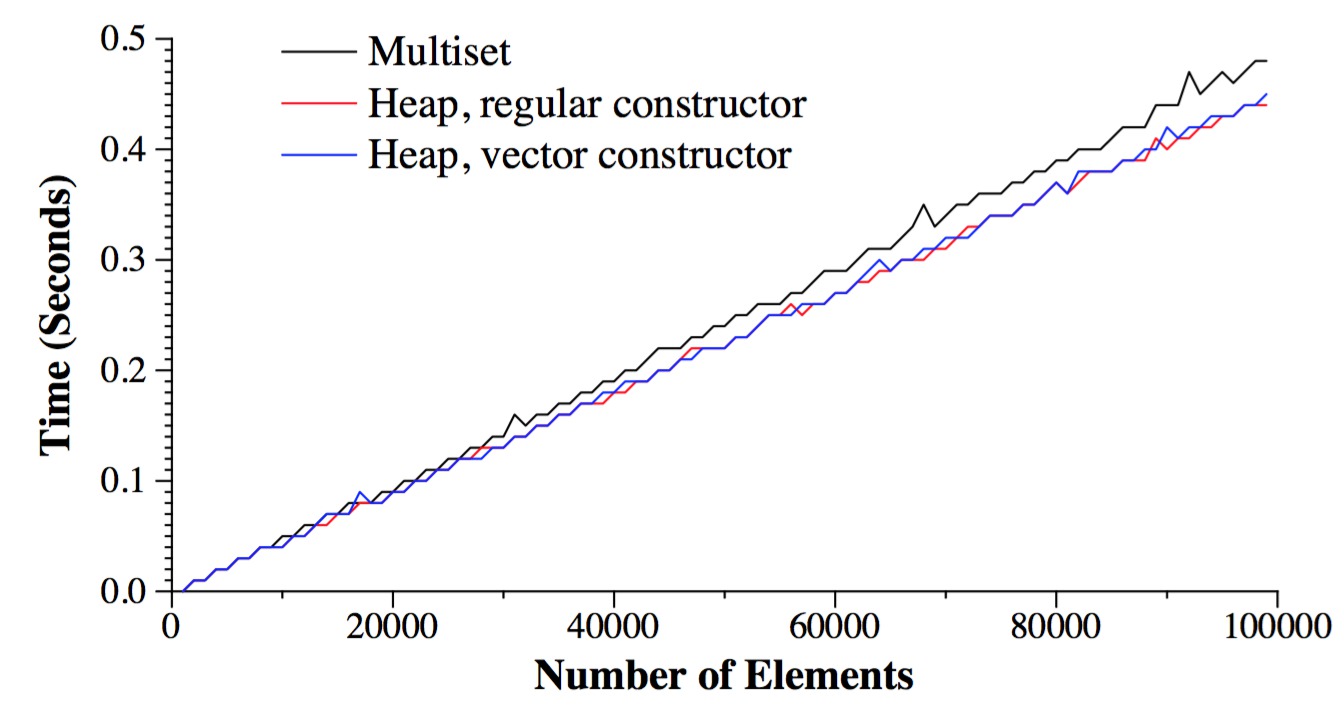 0.5
Multiset
Heap, regular constructor
0.4
Heap, vector constructor
Time (Seconds)
0.3
0.2
0.1
0.0
0 20000 40000 60000 80000 100000
Number of Elements